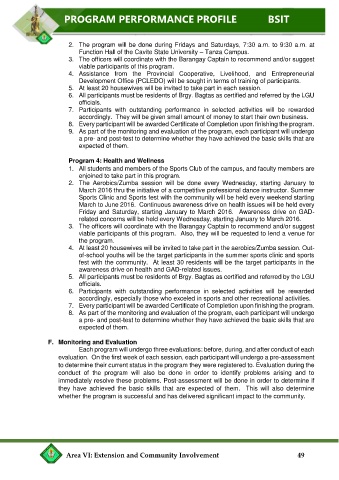 PROGRAM PERFORMANCE PROFILE BSIT
2. The program will be done during Fridays and Saturdays, 7:30 a.m. to 9:30 a.m. at
Function Hall of the Cavite State University – Tanza Campus.
3. The officers will coordinate with the Barangay Captain to recommend and/or suggest
viable participants of this program.
4. Assistance from the Provincial Cooperative, Livelihood, and Entrepreneurial
Development Office (PCLEDO) will be sought in terms of training of participants.
5. At least 20 housewives will be invited to take part in each session.
6. All participants must be residents of Brgy. Bagtas as certified and referred by the LGU
officials.
7. Participants with outstanding performance in selected activities will be rewarded
accordingly. They will be given small amount of money to start their own business.
8. Every participant will be awarded Certificate of Completion upon finishing the program.
9. As part of the monitoring and evaluation of the program, each participant will undergo
a pre- and post-test to determine whether they have achieved the basic skills that are
expected of them.
Program 4: Health and Wellness
1. All students and members of the Sports Club of the campus, and faculty members are
enjoined to take part in this program.
2. The Aerobics/Zumba session will be done every Wednesday, starting January to
March 2016 thru the initiative of a competitive professional dance instructor. Summer
Sports Clinic and Sports fest with the community will be held every weekend starting
March to June 2016. Continuous awareness drive on health issues will be held every
Friday and Saturday, starting January to March 2016. Awareness drive on GAD-
related concerns will be held every Wednesday, starting January to March 2016.
3. The officers will coordinate with the Barangay Captain to recommend and/or suggest
viable participants of this program. Also, they will be requested to lend a venue for
the program.
4. At least 20 housewives will be invited to take part in the aerobics/Zumba session. Out-
of-school youths will be the target participants in the summer sports clinic and sports
fest with the community. At least 30 residents will be the target participants in the
awareness drive on health and GAD-related issues.
5. All participants must be residents of Brgy. Bagtas as certified and referred by the LGU
officials.
6. Participants with outstanding performance in selected activities will be rewarded
accordingly, especially those who exceled in sports and other recreational activities.
7. Every participant will be awarded Certificate of Completion upon finishing the program.
8. As part of the monitoring and evaluation of the program, each participant will undergo
a pre- and post-test to determine whether they have achieved the basic skills that are
expected of them.
F. Monitoring and Evaluation
Each program will undergo three evaluations: before, during, and after conduct of each
evaluation. On the first week of each session, each participant will undergo a pre-assessment
to determine their current status in the program they were registered to. Evaluation during the
conduct of the program will also be done in order to identify problems arising and to
immediately resolve these problems. Post-assessment will be done in order to determine if
they have achieved the basic skills that are expected of them. This will also determine
whether the program is successful and has delivered significant impact to the community.
Area VI: Extension and Community Involvement 49